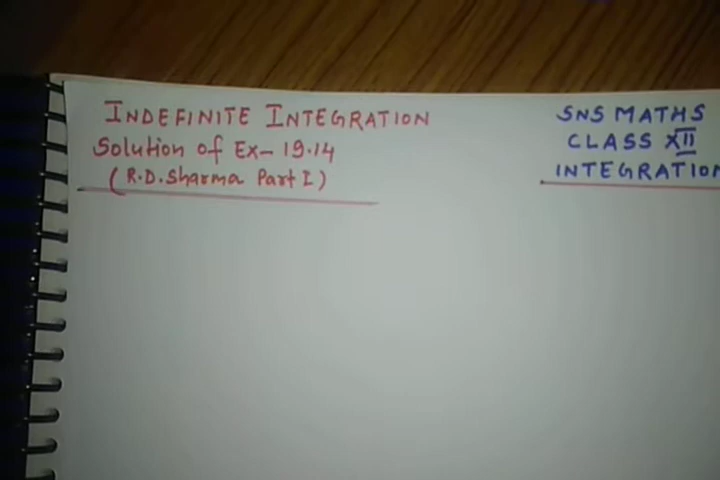 INDEFINITE INTEGRATION
Solution of Ex- 19.14
(R.D. Sharma Part I)
SNS MATHS
CLASS XII
INTEGRATION